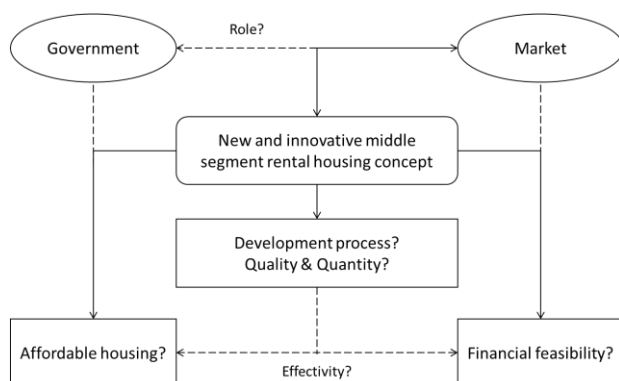 Role?
Government
Market
New and innovative middle
segment rental housing concept
Development process?
Quality & Quantity?
Affordable housing?
Financial feasibility?
Effectivity?